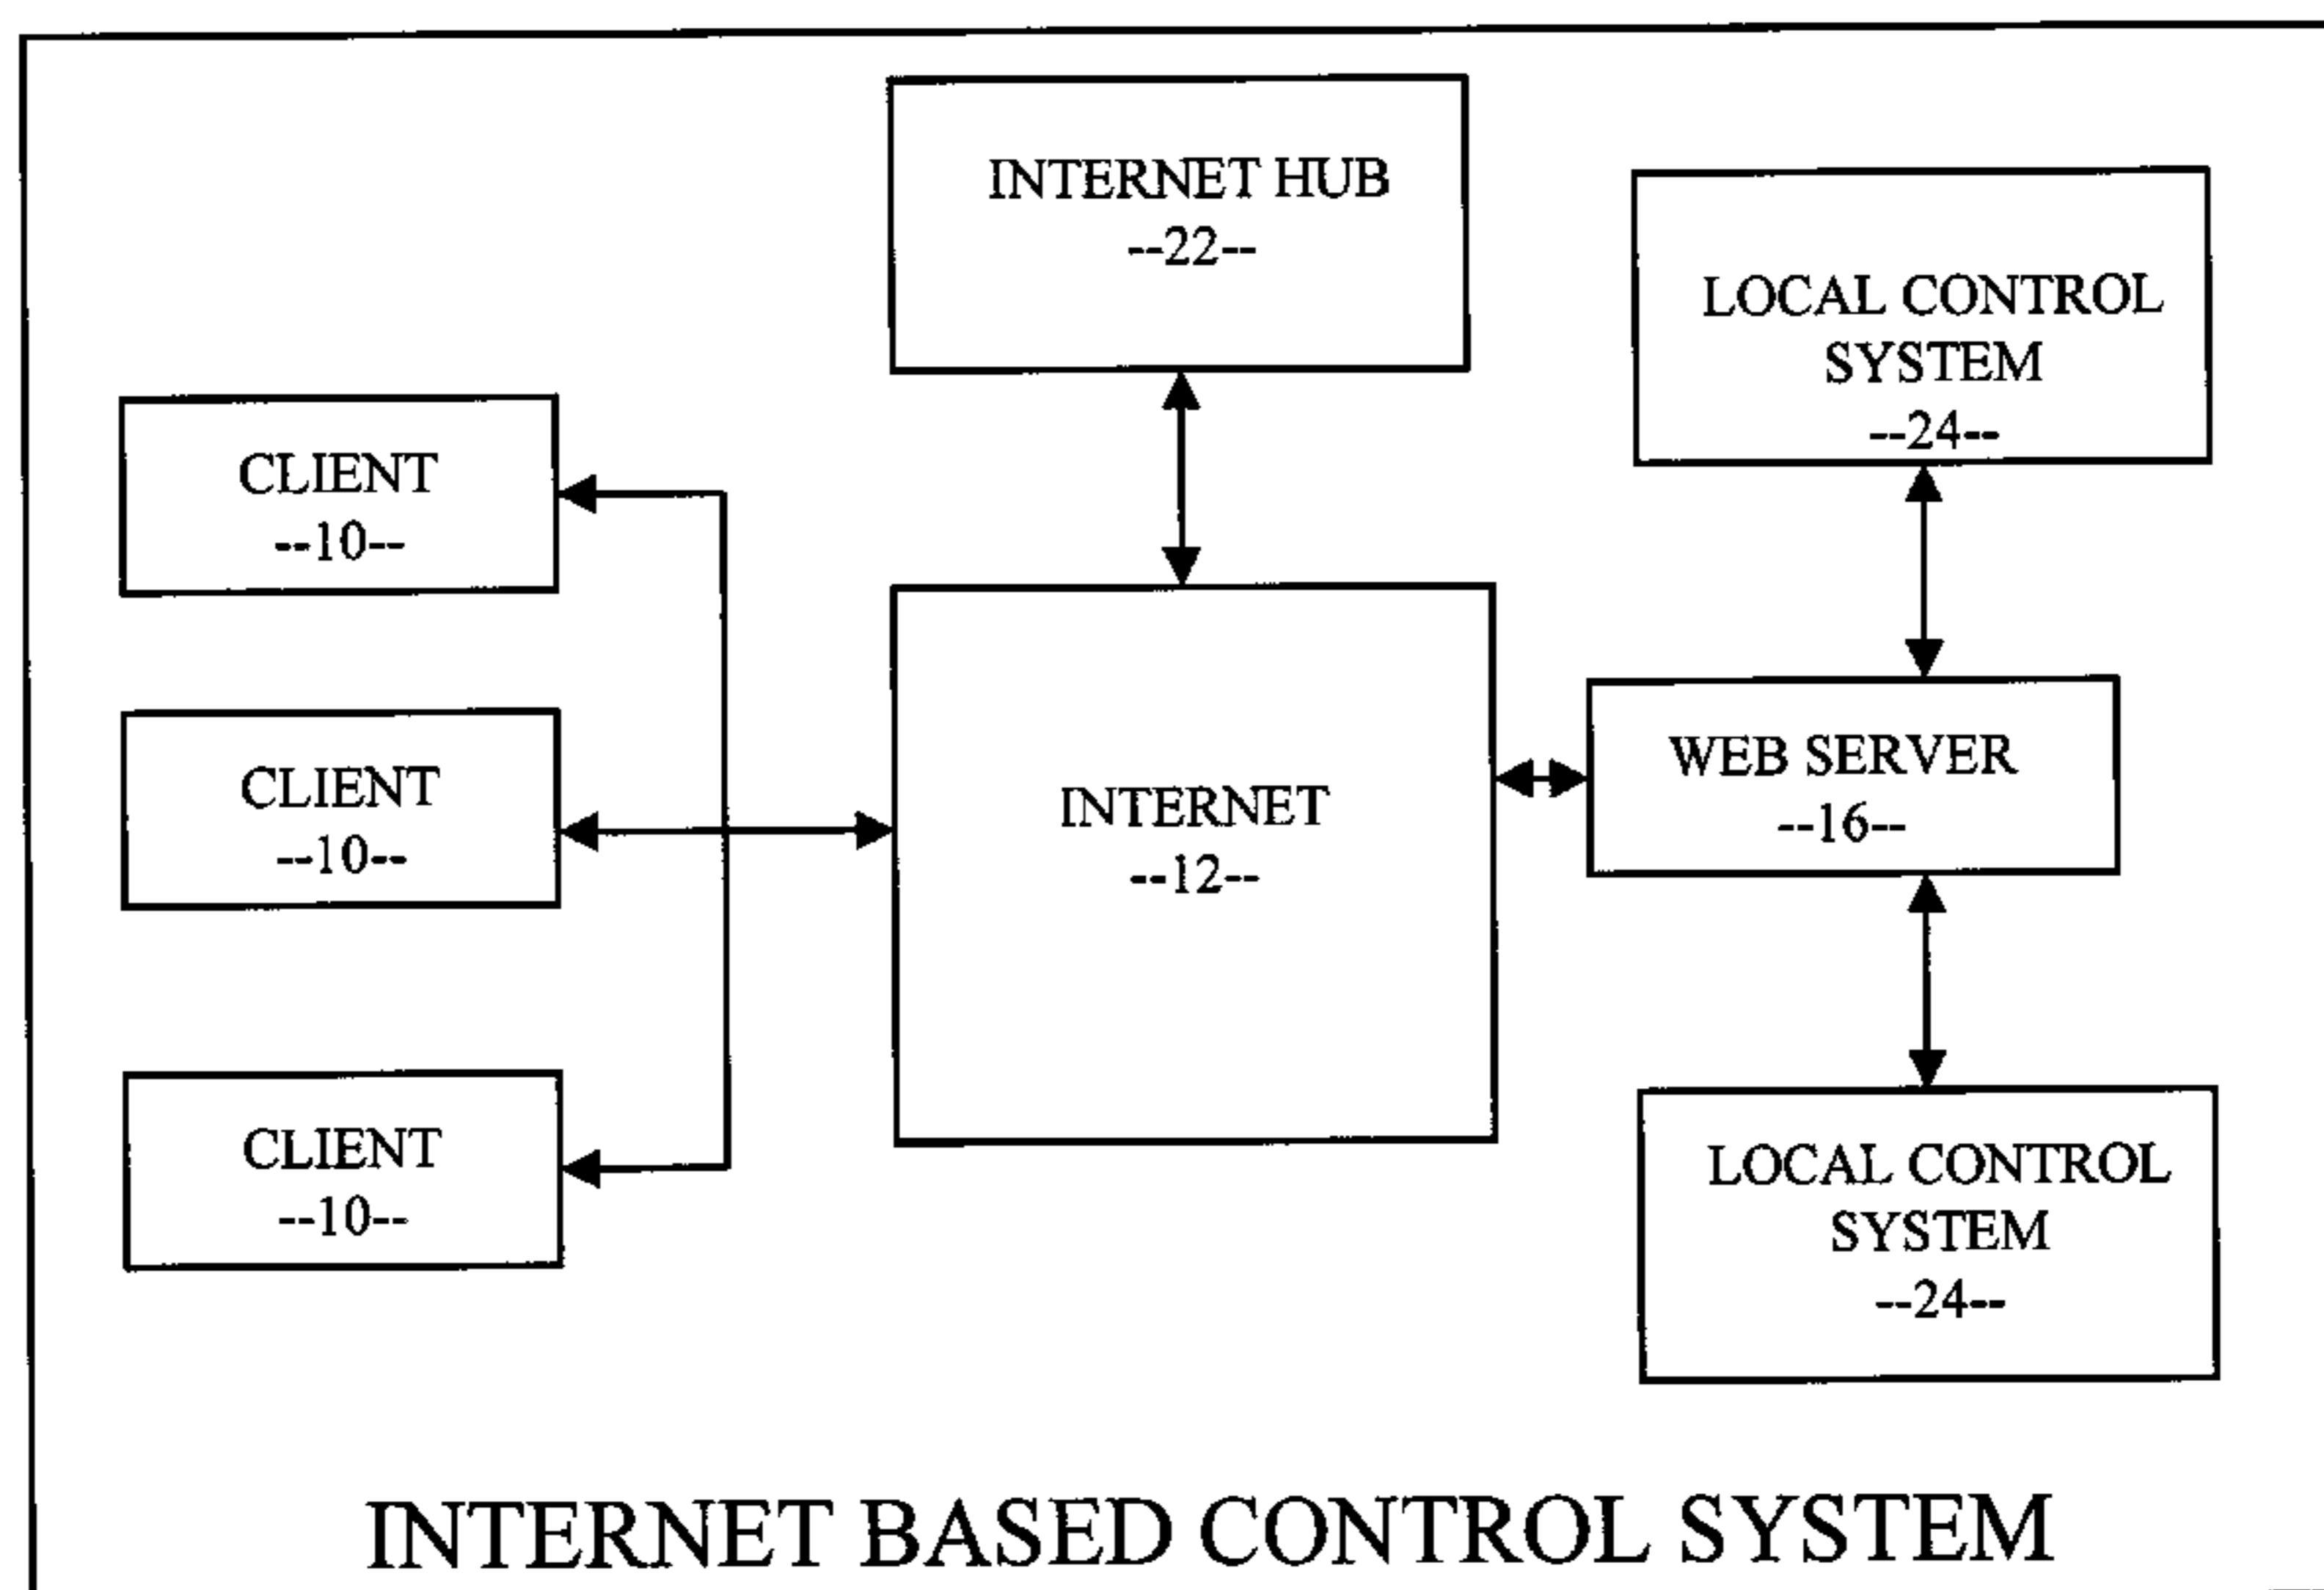 INTERNET HUB
--22--
LOCAL CONTROL
SYSTEM
--24--
CLIENT
--10--
CLIENT
--10--
INTERNET
--12--
WEB SERVER
--16--
CLIENT
--10--
LOCAL CONTROL
SYSTEM
--24--
INTERNET BASED CONTROL SYSTEM